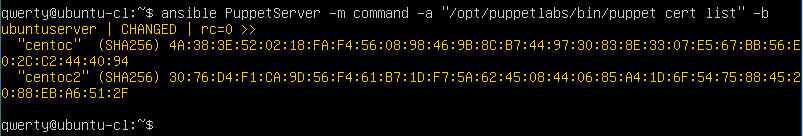 qwerty@ubuntu-cl:~$ ansible PuppetServer -m command -a "/opt/puppetlabs/bin/puppet cert list" -b
ubuntuserver | CHANGED | rc=0 >>
  "centoc"  (SHA256) 4A:38:3E:52:02:18:FA:F4:56:08:98:46:9B:8C:B7:44:97:30:83:8E:33:07:E5:67:BB:56:E
0:2C:C2:44:40:94
  "centoc2" (SHA256) 30:76:D4:F1:CA:9D:56:F4:61:B7:1D:F7:5A:62:45:08:44:06:85:A4:1D:6F:54:75:88:45:2
0:88:EB:A6:51:2F
qwerty@ubuntu-cl:~$